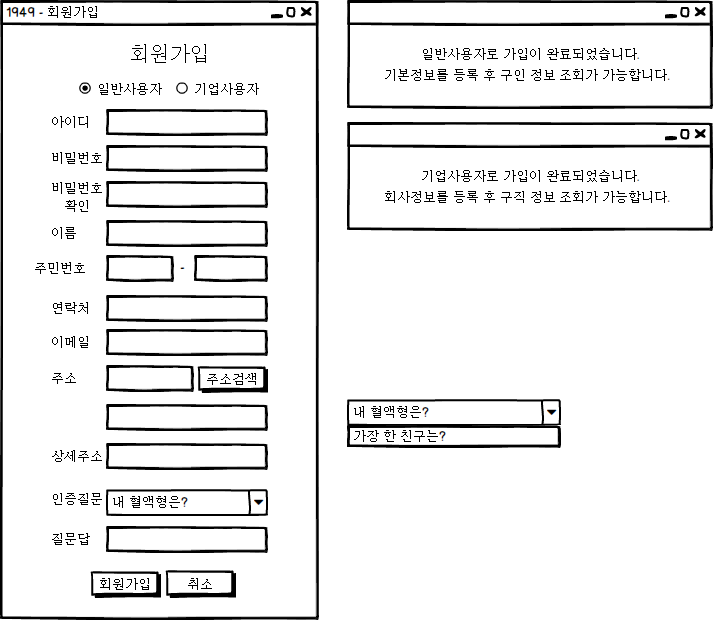 1949 - 회원가입
회원가입
일반사용자 기업사용자
아이디
비밀번호
비밀번호
확인
이름
주민번호 -
연락처
이메일
주소 주소검색
상세주소
인증질문 내 혈액형은?
질문답
회원가입 취소
일반사용자로 가입이 완료되었습니다.
기본정보를 등록 후 구인 정보 조회가 가능합니다.
기업사용자로 가입이 완료되었습니다.
회사정보를 등록 후 구직 정보 조회가 가능합니다.
내 혈액형은?
가장 한 친구는?